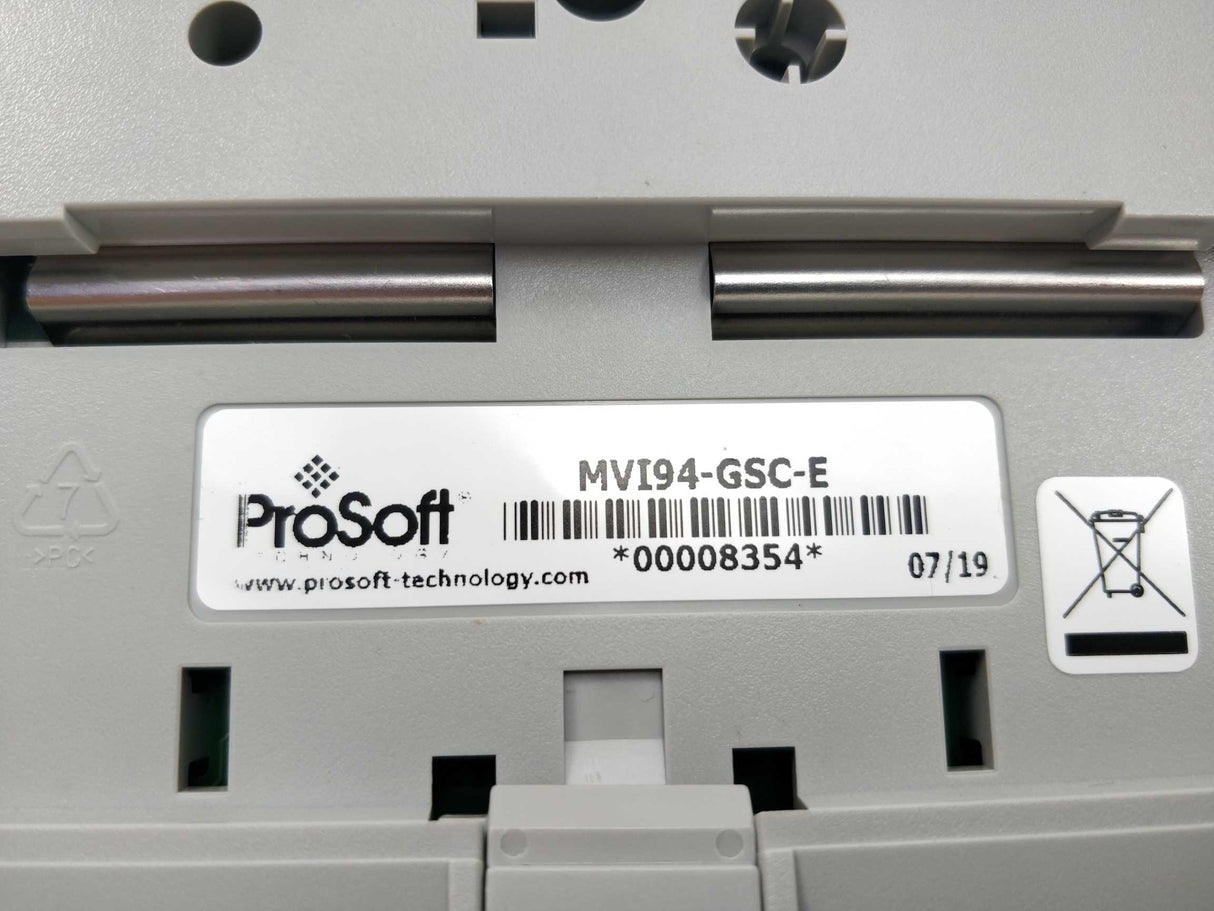 MVI94-GSC-E
ProSoft®
*00008354*
www.prosoft-technology.com
07/19
7
>PC<